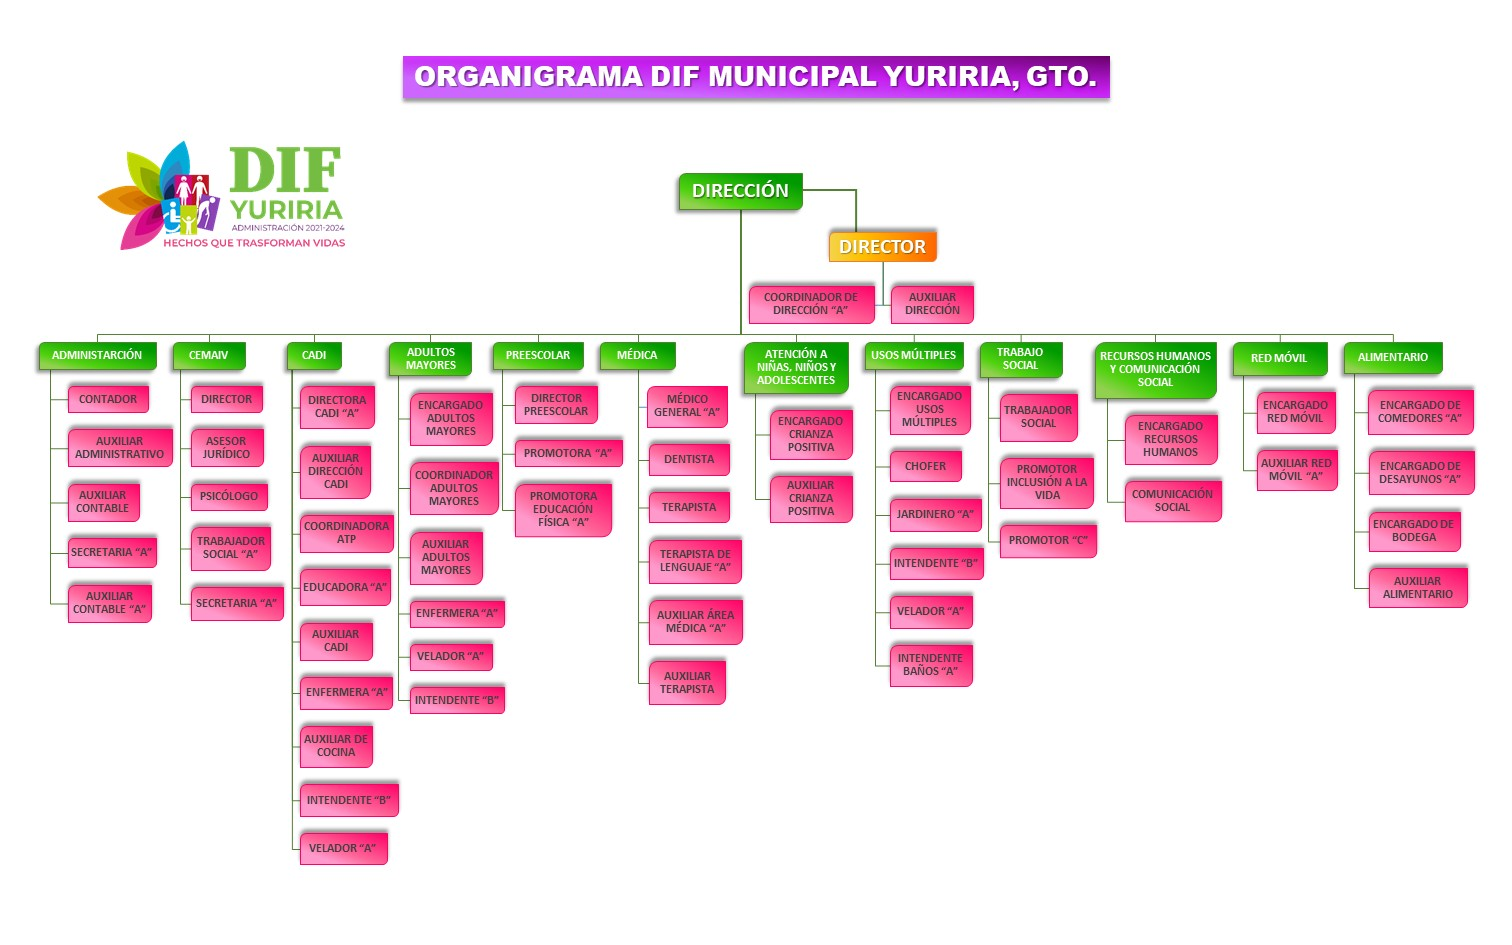 ORGANIGRAMA DIF MUNICIPAL YURIRIA, GTO.
DIF
YURIRIA
ADMINISTRACIÓN 2021-2024
HECHOS QUE TRASFORMAN VIDAS
DIRECCIÓN
DIRECTOR
COORDINADOR DE
DIRECCIÓN “A”
AUXILIAR
DIRECCIÓN
ADMINISTARCIÓN
CONTADOR
AUXILIAR
ADMINISTRATIVO
AUXILIAR
CONTABLE
SECRETARIA “A”
AUXILIAR
CONTABLE “A”
CEMAIV
DIRECTOR
ASESOR
JURÍDICO
PSICÓLOGO
TRABAJADOR
SOCIAL “A”
SECRETARIA “A”
CADI
DIRECTORA
CADI “A”
AUXILIAR
DIRECCIÓN
CADI
COORDINADORA
ATP
EDUCADORA “A”
AUXILIAR
CADI
ENFERMERA “A”
AUXILIAR DE
COCINA
INTENDENTE “B”
VELADOR “A”
ADULTOS
MAYORES
ENCARGADO
ADULTOS
MAYORES
COORDINADOR
ADULTOS
MAYORES
AUXILIAR
ADULTOS
MAYORES
ENFERMERA “A”
VELADOR “A”
INTENDENTE “B”
PREESCOLAR
DIRECTOR
PREESCOLAR
PROMOTORA “A”
PROMOTORA
EDUCACIÓN
FÍSICA “A”
MÉDICA
MÉDICO
GENERAL “A”
DENTISTA
TERAPISTA
TERAPISTA DE
LENGUAJE “A”
AUXILIAR ÁREA
MÉDICA “A”
AUXILIAR
TERAPISTA
ATENCIÓN A
NIÑAS, NIÑOS Y
ADOLESCENTES
ENCARGADO
CRIANZA
POSITIVA
AUXILIAR
CRIANZA
POSITIVA
USOS MÚLTIPLES
ENCARGADO
USOS
MÚLTIPLES
CHOFER
JARDINERO “A”
INTENDENTE “B”
VELADOR “A”
INTENDENTE
BAÑOS “A”
TRABAJO
SOCIAL
TRABAJADOR
SOCIAL
PROMOTOR
INCLUSIÓN A LA
VIDA
PROMOTOR “C”
RECURSOS HUMANOS
Y COMUNICACIÓN
SOCIAL
ENCARGADO
RECURSOS
HUMANOS
COMUNICACIÓN
SOCIAL
RED MÓVIL
ENCARGADO
RED MÓVIL
AUXILIAR RED
MÓVIL “A”
ALIMENTARIO
ENCARGADO DE
COMEDORES “A”
ENCARGADO DE
DESAYUNOS “A”
ENCARGADO DE
BODEGA
AUXILIAR
ALIMENTARIO